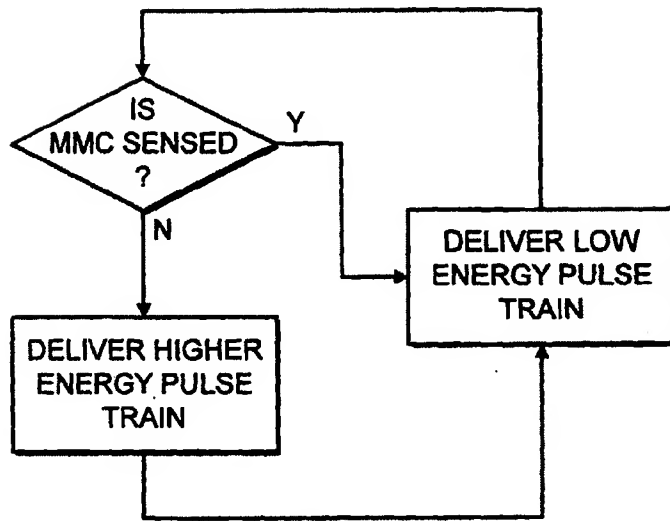 IS
MMC SENSED
?
Y
N
DELIVER LOW
ENERGY PULSE
TRAIN
DELIVER HIGHER
ENERGY PULSE
TRAIN